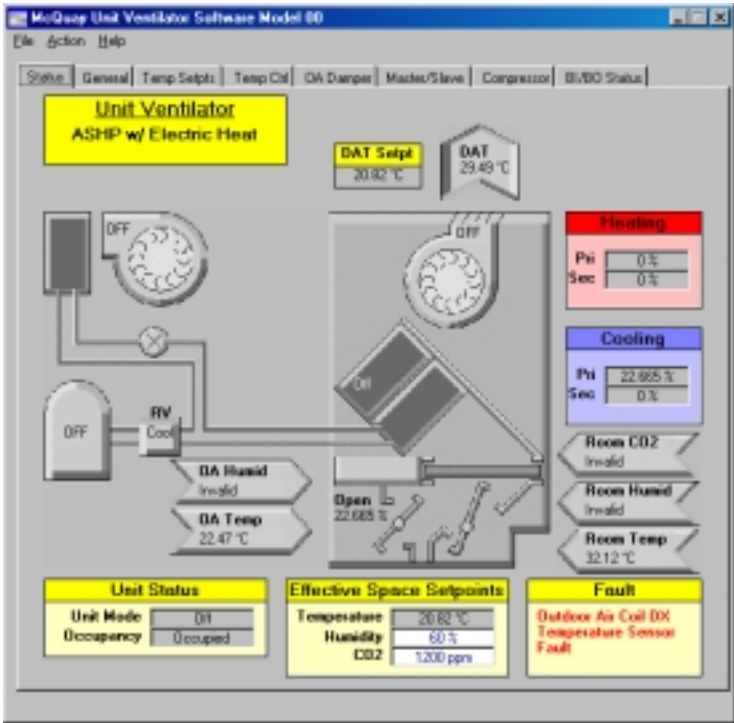 McQuay Unit Ventilator Software Model 00
File Action Help
Status General Temp Setpts Temp Ctrl OA Damper Master/Slave Compressor BI/BO Status
Unit Ventilator
ASHP w/ Electric Heat
DAT Setpt
20.82 °C
DAT
29.49 °C
OFF
OFF
Heating
Pri 0 %
Sec 0 %
Cooling
Pri 22.665 %
Sec 0 %
Off
OFF
RV
Cool
OA Humid
Invalid
OA Temp
22.47 °C
Open
22.665 %
Room CO2
Invalid
Room Humid
Invalid
Room Temp
32.12 °C
Unit Status
Unit Mode Off
Occupancy Occupied
Effective Space Setpoints
Temperature 20.82 °C
Humidity 60 %
CO2 1200 ppm
Fault
Outdoor Air Coil DX
Temperature Sensor
Fault